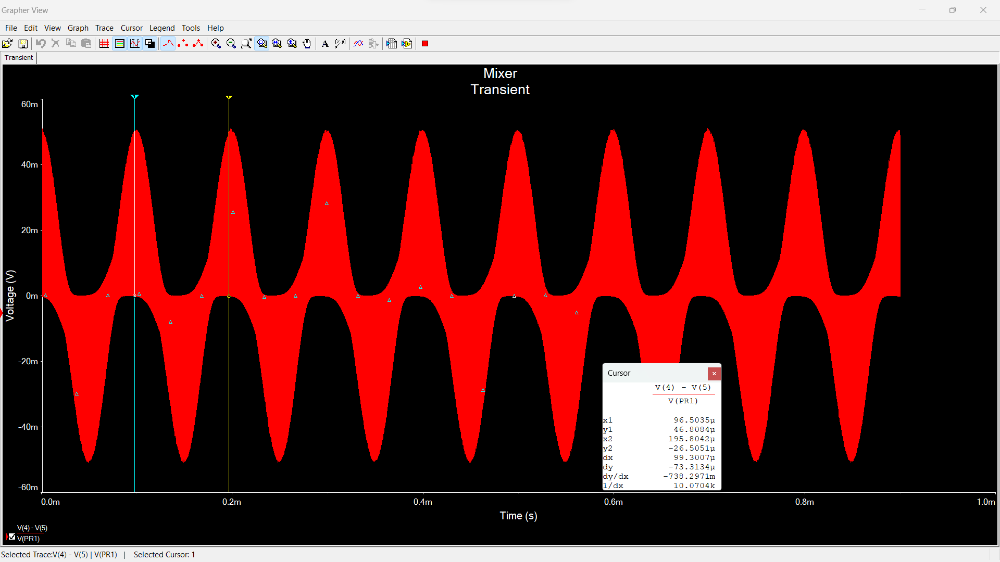 Grapher View
File Edit View Graph Trace Cursor Legend Tools Help
Transient
Mixer
Transient
60m
40m
20m
0m
-20m
-40m
-60m
Voltage (V)
0.0m 0.2m 0.4m 0.6m 0.8m 1.0m
Time (s)
Cursor
V(4) - V(5)
V(PR1)
x1 96.5035µ
y1 46.8084µ
x2 195.8042µ
y2 -26.5051µ
dx 99.3007µ
dy -73.3134µ
dy/dx -738.2971m
1/dx 10.0704k
V(4) - V(5)
V(PR1)
Selected Trace:V(4) - V(5) | V(PR1) | Selected Cursor: 1